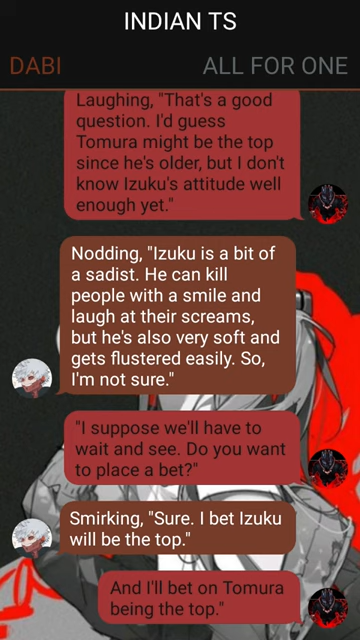 INDIAN TS
DABI
ALL FOR ONE
Laughing, "That's a good
question. I'd guess
Tomura might be the top
since he's older, but I don't
know Izuku's attitude well
enough yet."
Nodding, "Izuku is a bit of
a sadist. He can kill
people with a smile and
laugh at their screams,
but he's also very soft and
gets flustered easily. So,
I'm not sure."
"I suppose we'll have to
wait and see. Do you want
to place a bet?"
Smirking, "Sure. I bet Izuku
will be the top."
And I'll bet on Tomura
being the top."